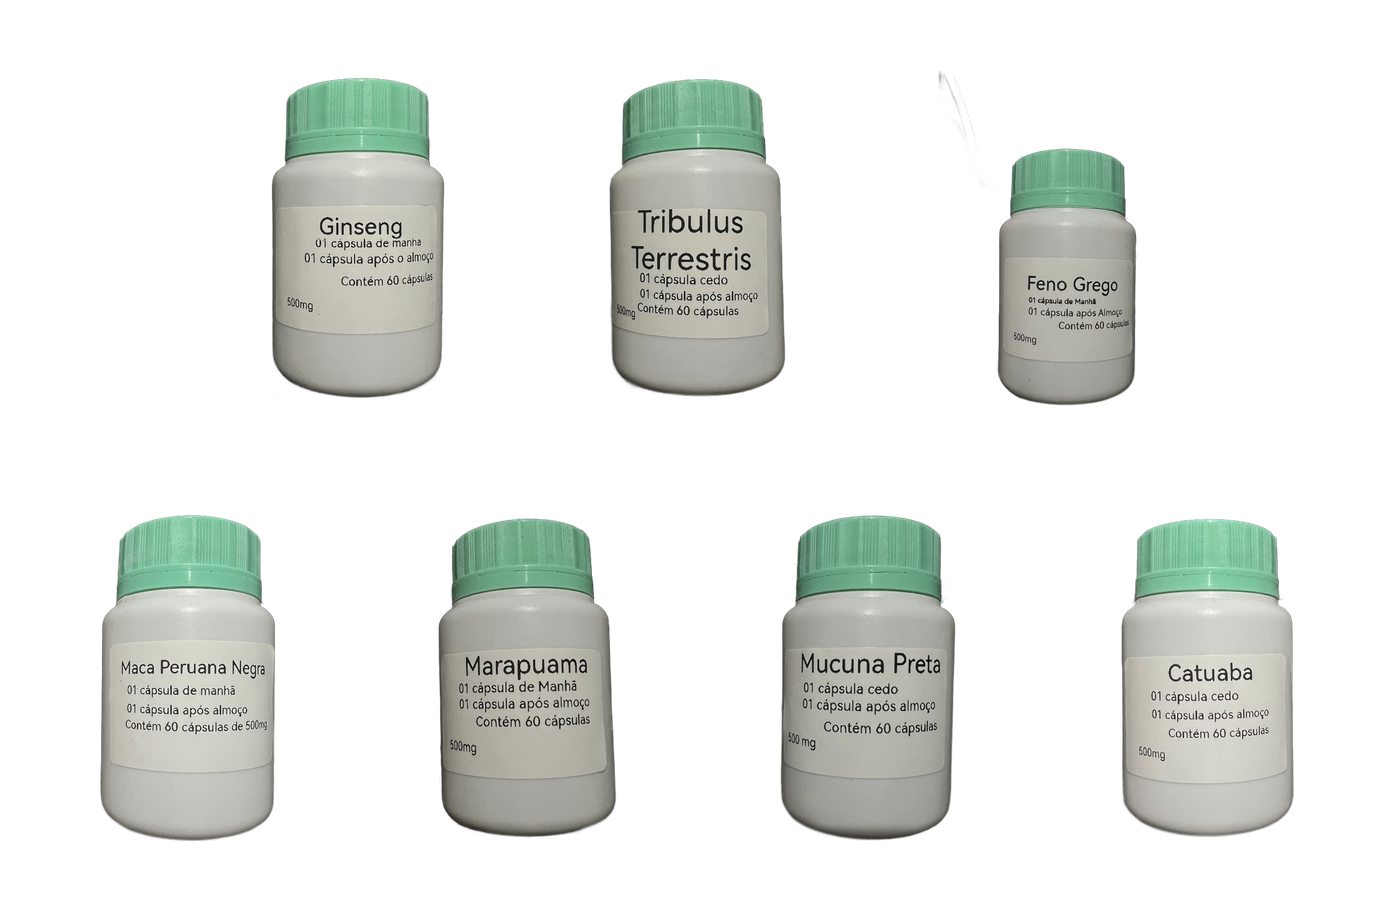 Ginseng
01 cápsula de manhã
01 cápsula após o almoço
Contém 60 cápsulas
500mg
Tribulus
Terrestris
01 cápsula cedo
01 cápsula após almoço
Contém 60 cápsulas
500mg
Feno Grego
01 cápsula de Manhã
01 cápsula após Almoço
Contém 60 cápsulas
500mg
Maca Peruana Negra
01 cápsula de manhã
01 cápsula após almoço
Contém 60 cápsulas de 500mg
Marapuama
01 cápsula de Manhã
01 cápsula após almoço
Contém 60 cápsulas
500mg
Mucuna Preta
01 cápsula cedo
01 cápsula após almoço
Contém 60 cápsulas
500 mg
Catuaba
01 cápsula cedo
01 cápsula após almoço
Contém 60 cápsulas
500mg